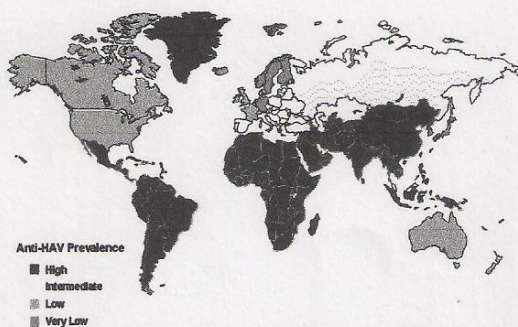 Anti-HAV Prevalence
High
Intermediate
Low
Very Low